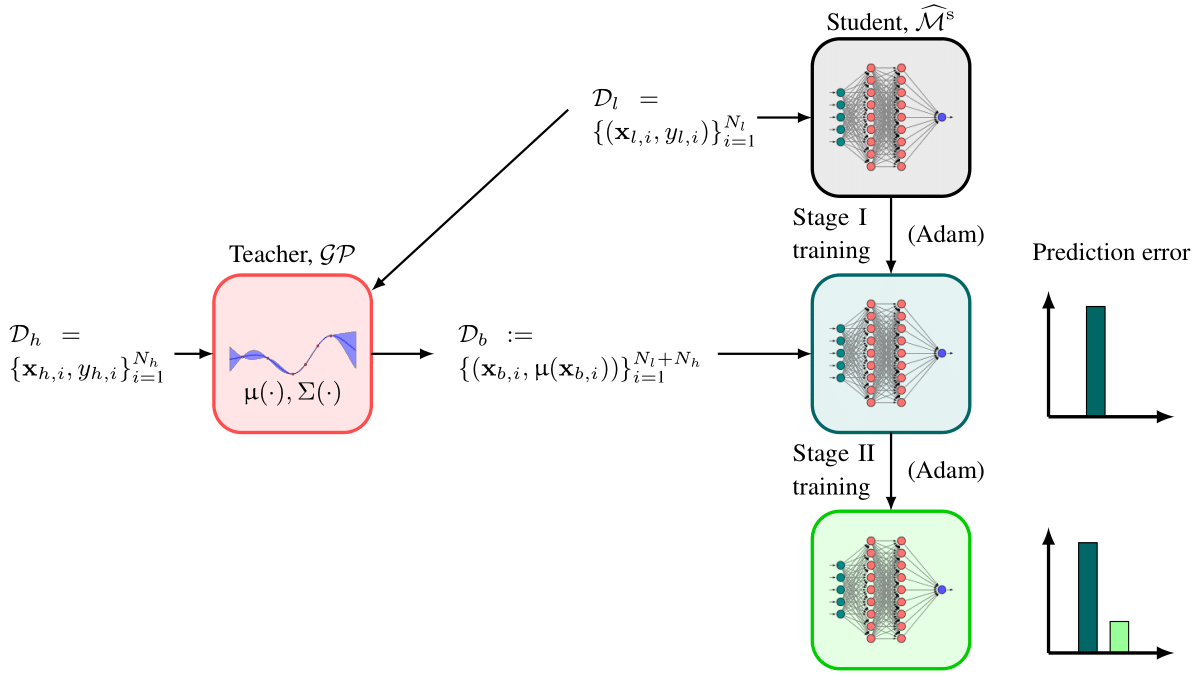 Student, $\widehat{\mathcal{M}}^{\mathrm{s}}$
$\mathcal{D}_l$ =
$\{(\mathbf{x}_{l,i}, y_{l,i})\}_{i=1}^{N_l}$
Stage I
training
(Adam)
Teacher, $\mathcal{GP}$
Prediction error
$\mathcal{D}_h$ =
$\{\mathbf{x}_{h,i}, y_{h,i}\}_{i=1}^{N_h}$
$\mu(\cdot), \Sigma(\cdot)$
$\mathcal{D}_b$ :=
$\{(\mathbf{x}_{b,i}, \mu(\mathbf{x}_{b,i}))\}_{i=1}^{N_l+N_h}$
Stage II
training
(Adam)